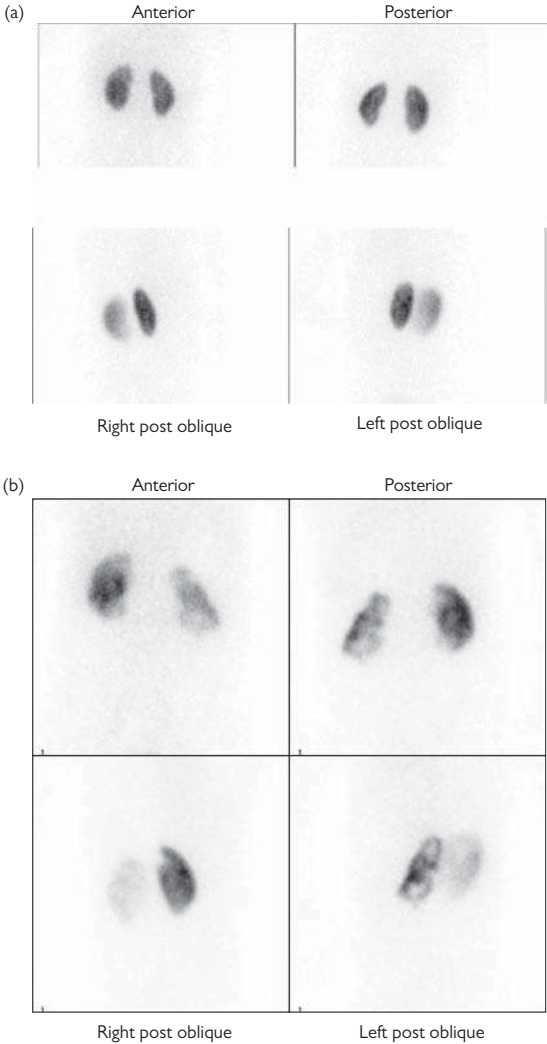 (a)
Anterior Posterior
Right post oblique Left post oblique
(b)
Anterior Posterior
Right post oblique Left post oblique